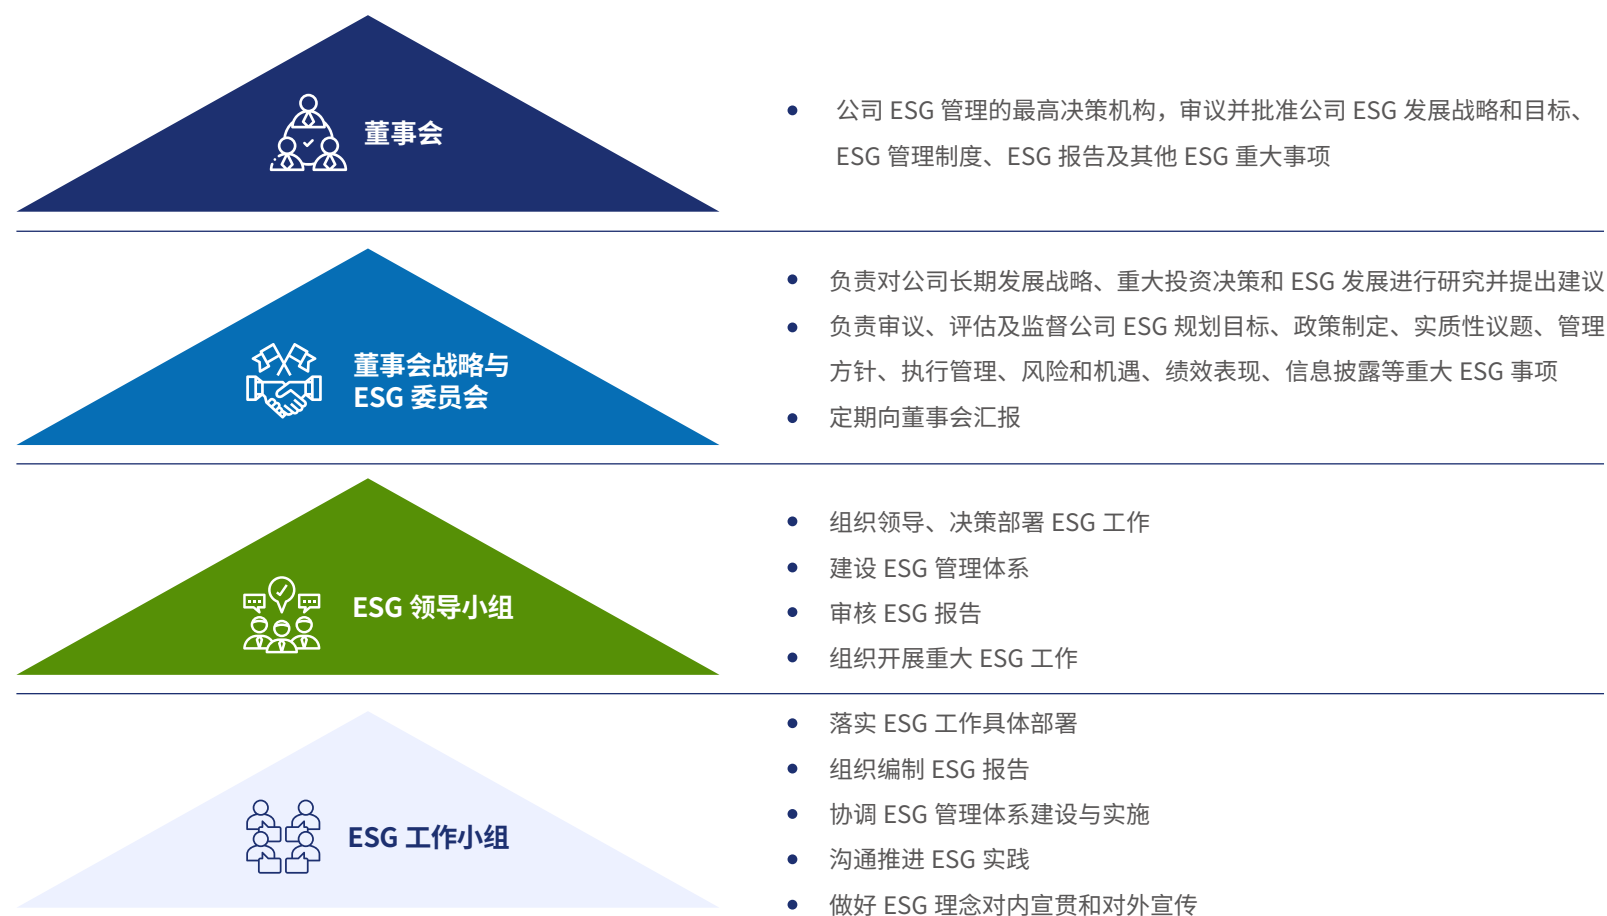 董事会
公司 ESG 管理的最高决策机构，审议并批准公司 ESG 发展战略和目标、
ESG 管理制度、ESG 报告及其他 ESG 重大事项
董事会战略与
ESG 委员会
负责对公司长期发展战略、重大投资决策和 ESG 发展进行研究并提出建议
负责审议、评估及监督公司 ESG 规划目标、政策制定、实质性议题、管理
方针、执行管理、风险和机遇、绩效表现、信息披露等重大 ESG 事项
定期向董事会汇报
ESG 领导小组
组织领导、决策部署 ESG 工作
建设 ESG 管理体系
审核 ESG 报告
组织开展重大 ESG 工作
ESG 工作小组
落实 ESG 工作具体部署
组织编制 ESG 报告
协调 ESG 管理体系建设与实施
沟通推进 ESG 实践
做好 ESG 理念对内宣贯和对外宣传